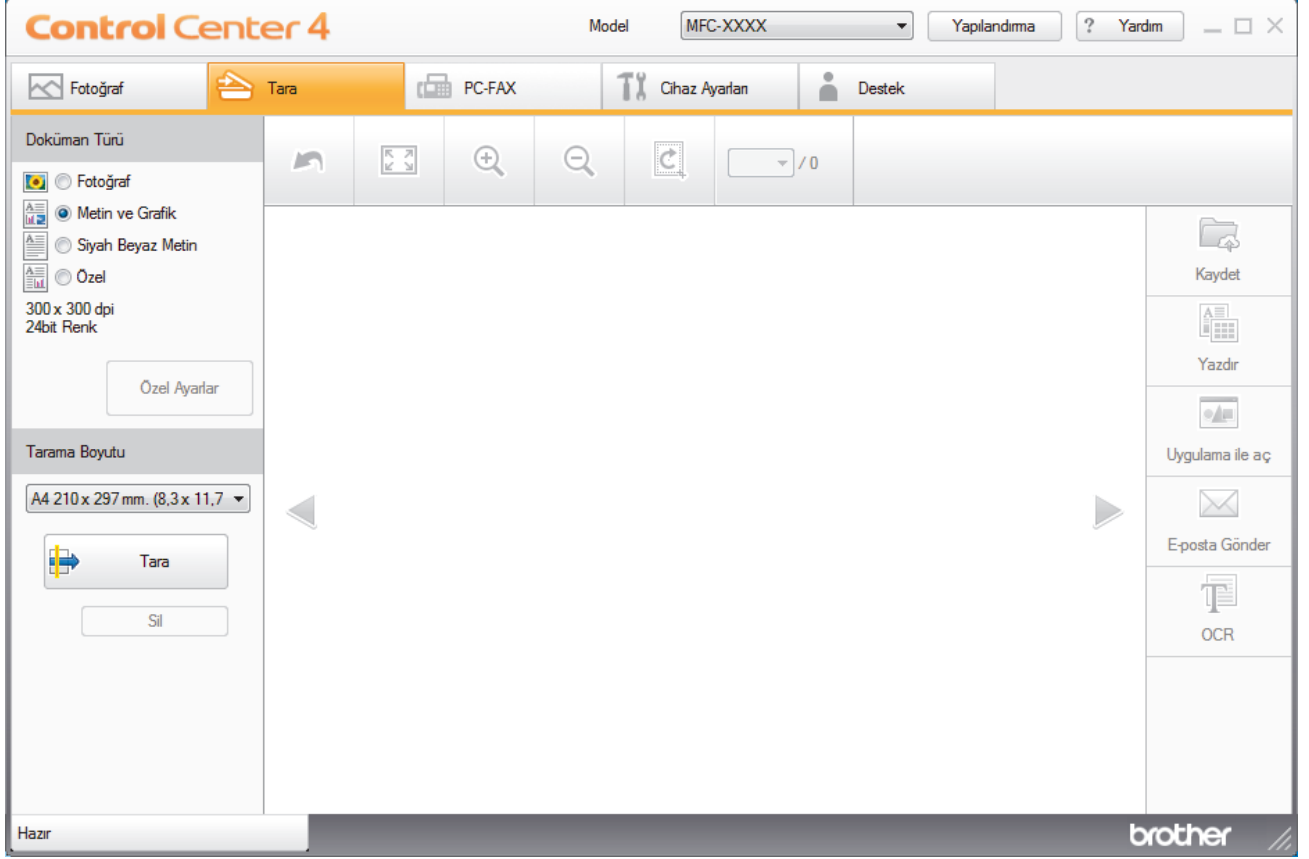 Control Center 4
Model
MFC-XXXX
Yapılandırma
? Yardım
Fotoğraf
Tara
PC-FAX
Cihaz Ayarları
Destek
Doküman Türü
Fotoğraf
Metin ve Grafik
Siyah Beyaz Metin
Özel
300 x 300 dpi
24bit Renk
Özel Ayarlar
Tarama Boyutu
A4 210 x 297 mm. (8,3 x 11,7
Tara
Sil
/ 0
Kaydet
Yazdır
Uygulama ile aç
E-posta Gönder
OCR
Hazır
brother